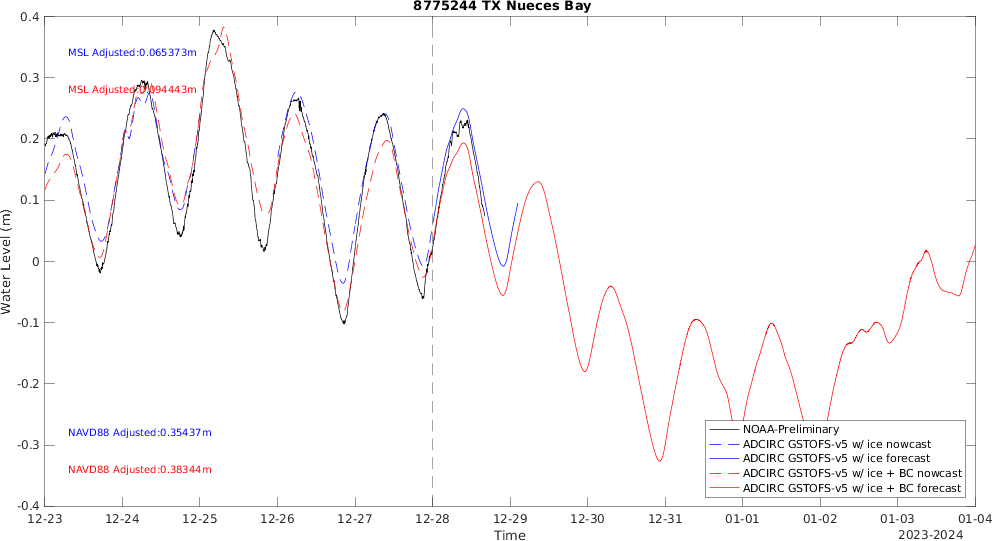 8775244 TX Nueces Bay
MSL Adjusted:0.065373m
MSL Adjusted:0.094443m
NAVD88 Adjusted:0.35437m
NAVD88 Adjusted:0.38344m
Water Level (m)
0.4
0.3
0.2
0.1
0
-0.1
-0.2
-0.3
-0.4
NOAA-Preliminary
ADCIRC GSTOFS-v5 w/ ice nowcast
ADCIRC GSTOFS-v5 w/ ice forecast
ADCIRC GSTOFS-v5 w/ ice + BC nowcast
ADCIRC GSTOFS-v5 w/ ice + BC forecast
12-23 12-24 12-25 12-26 12-27 12-28 12-29 12-30 12-31 01-01 01-02 01-03 01-04
Time
2023-2024